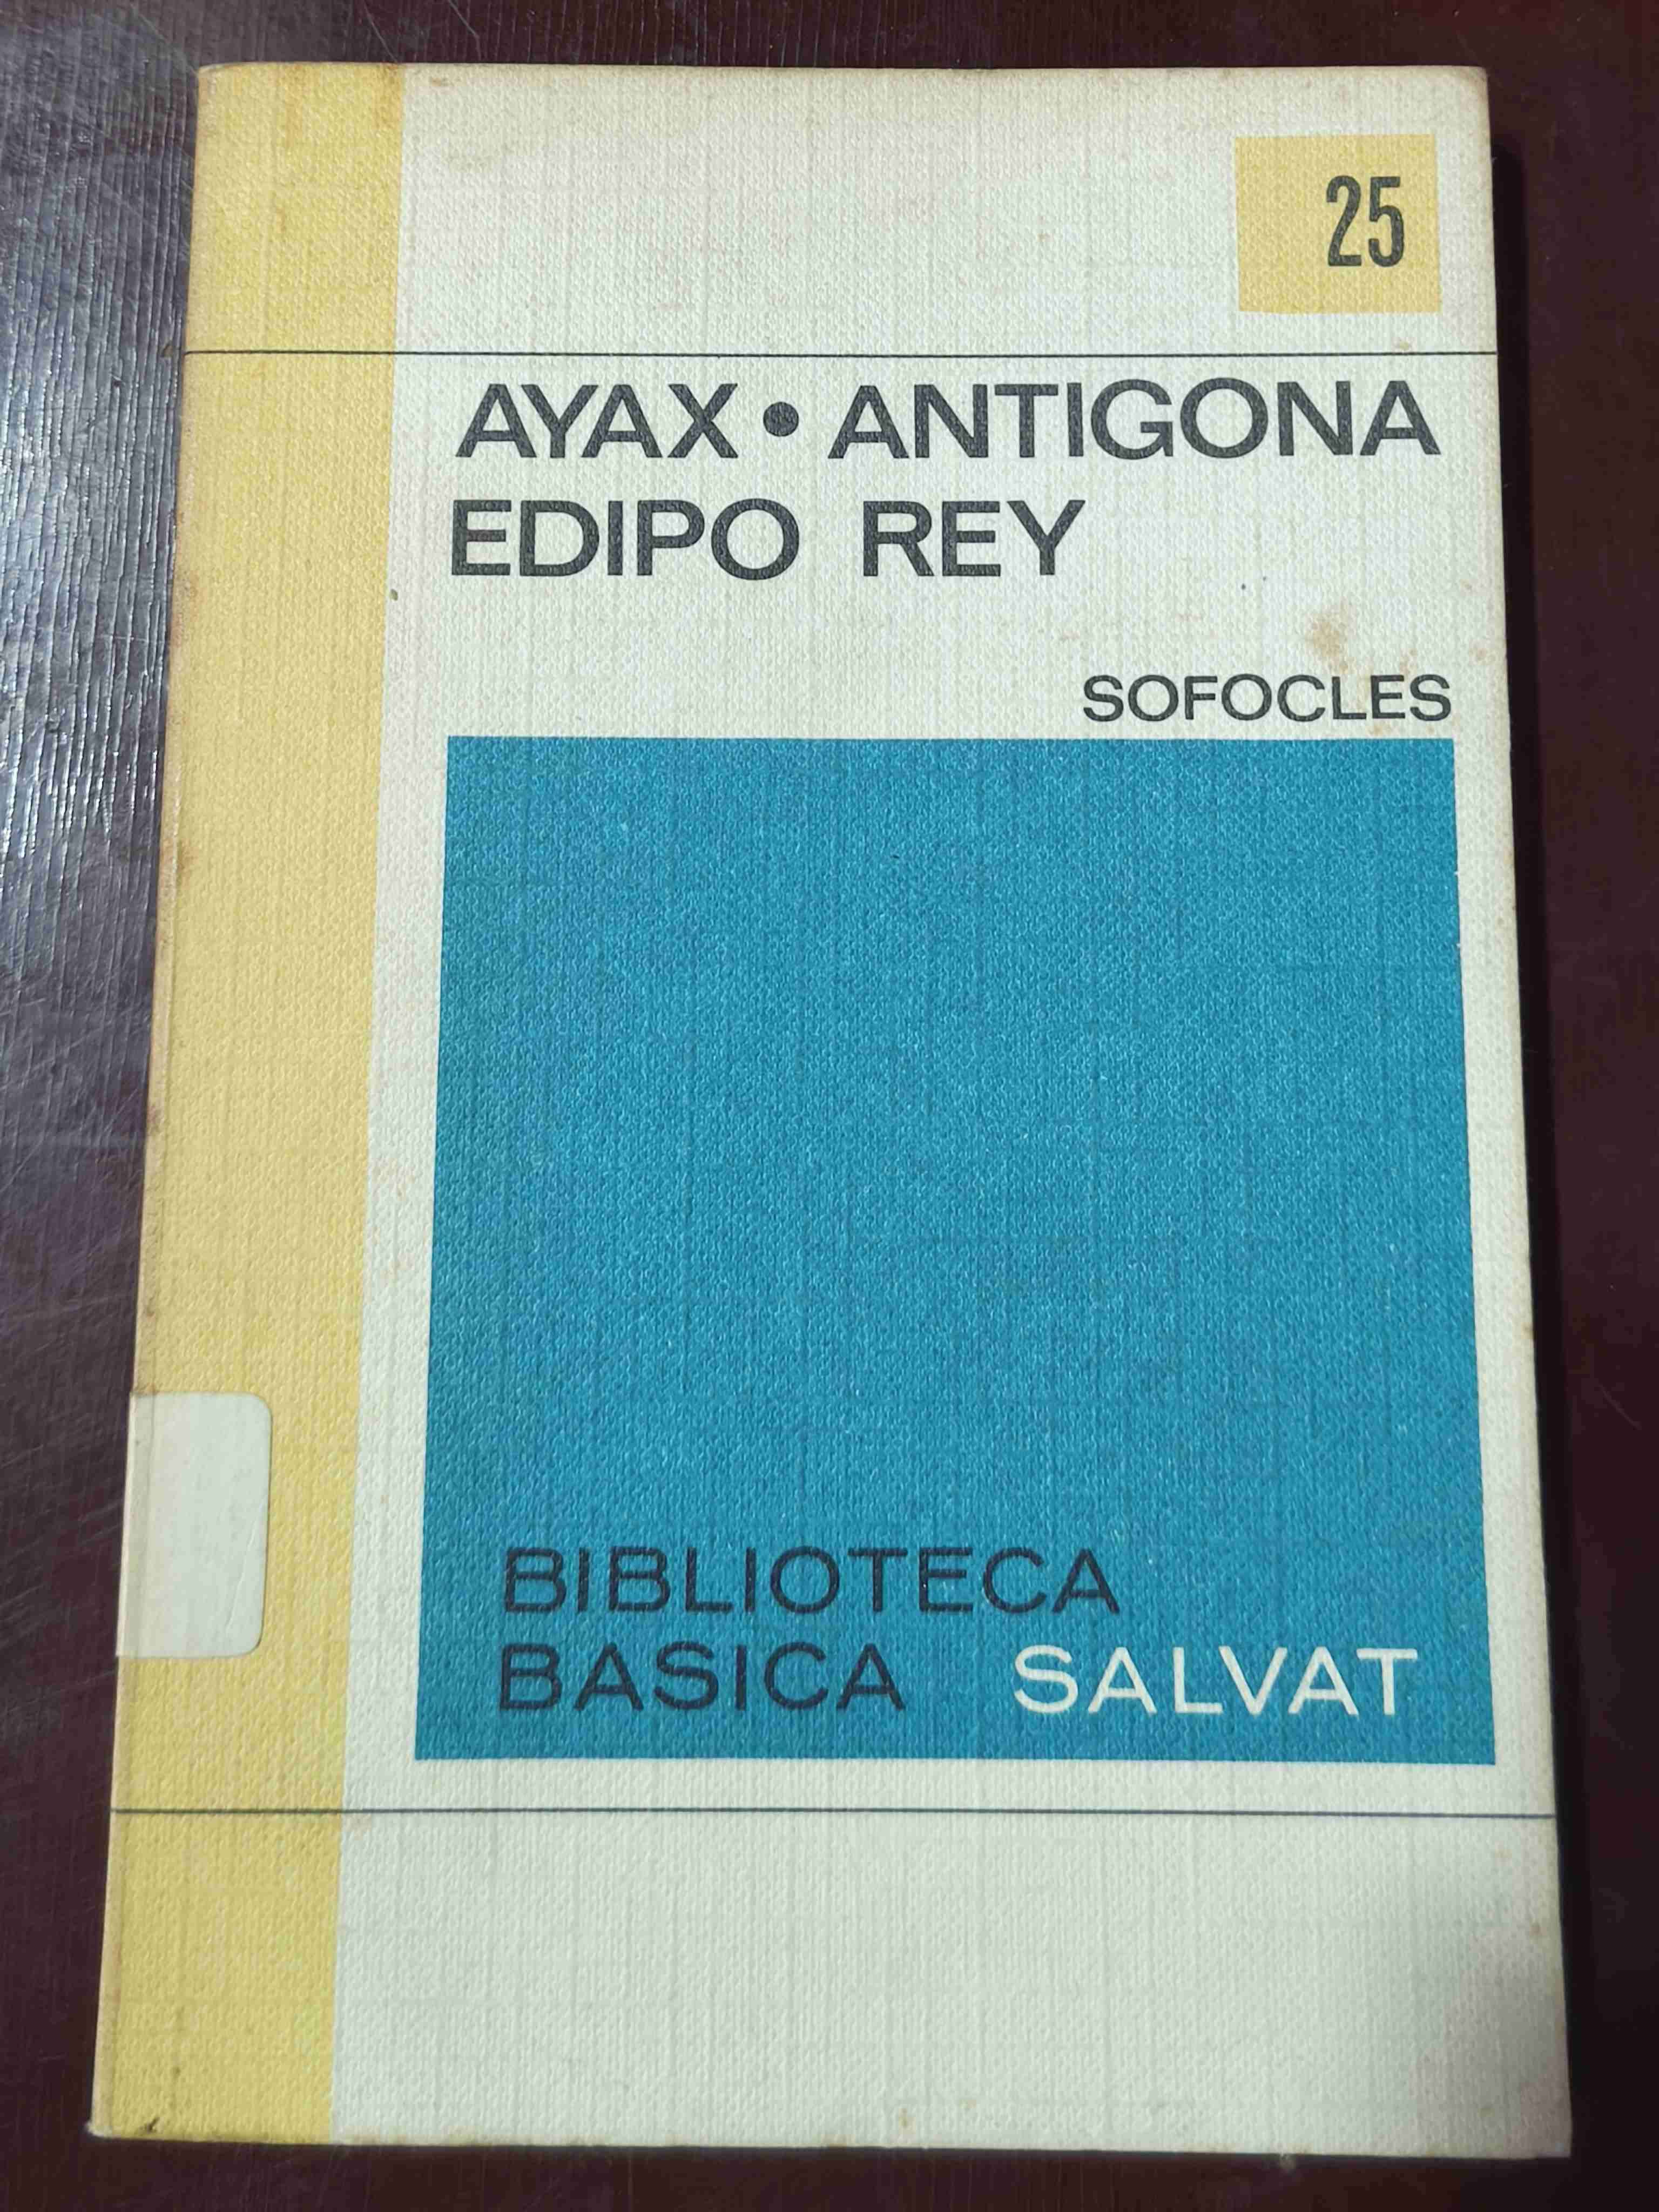 25
AYAX • ANTIGONA
EDIPO REY
SOFOCLES
BIBLIOTECA
BASICA SALVAT